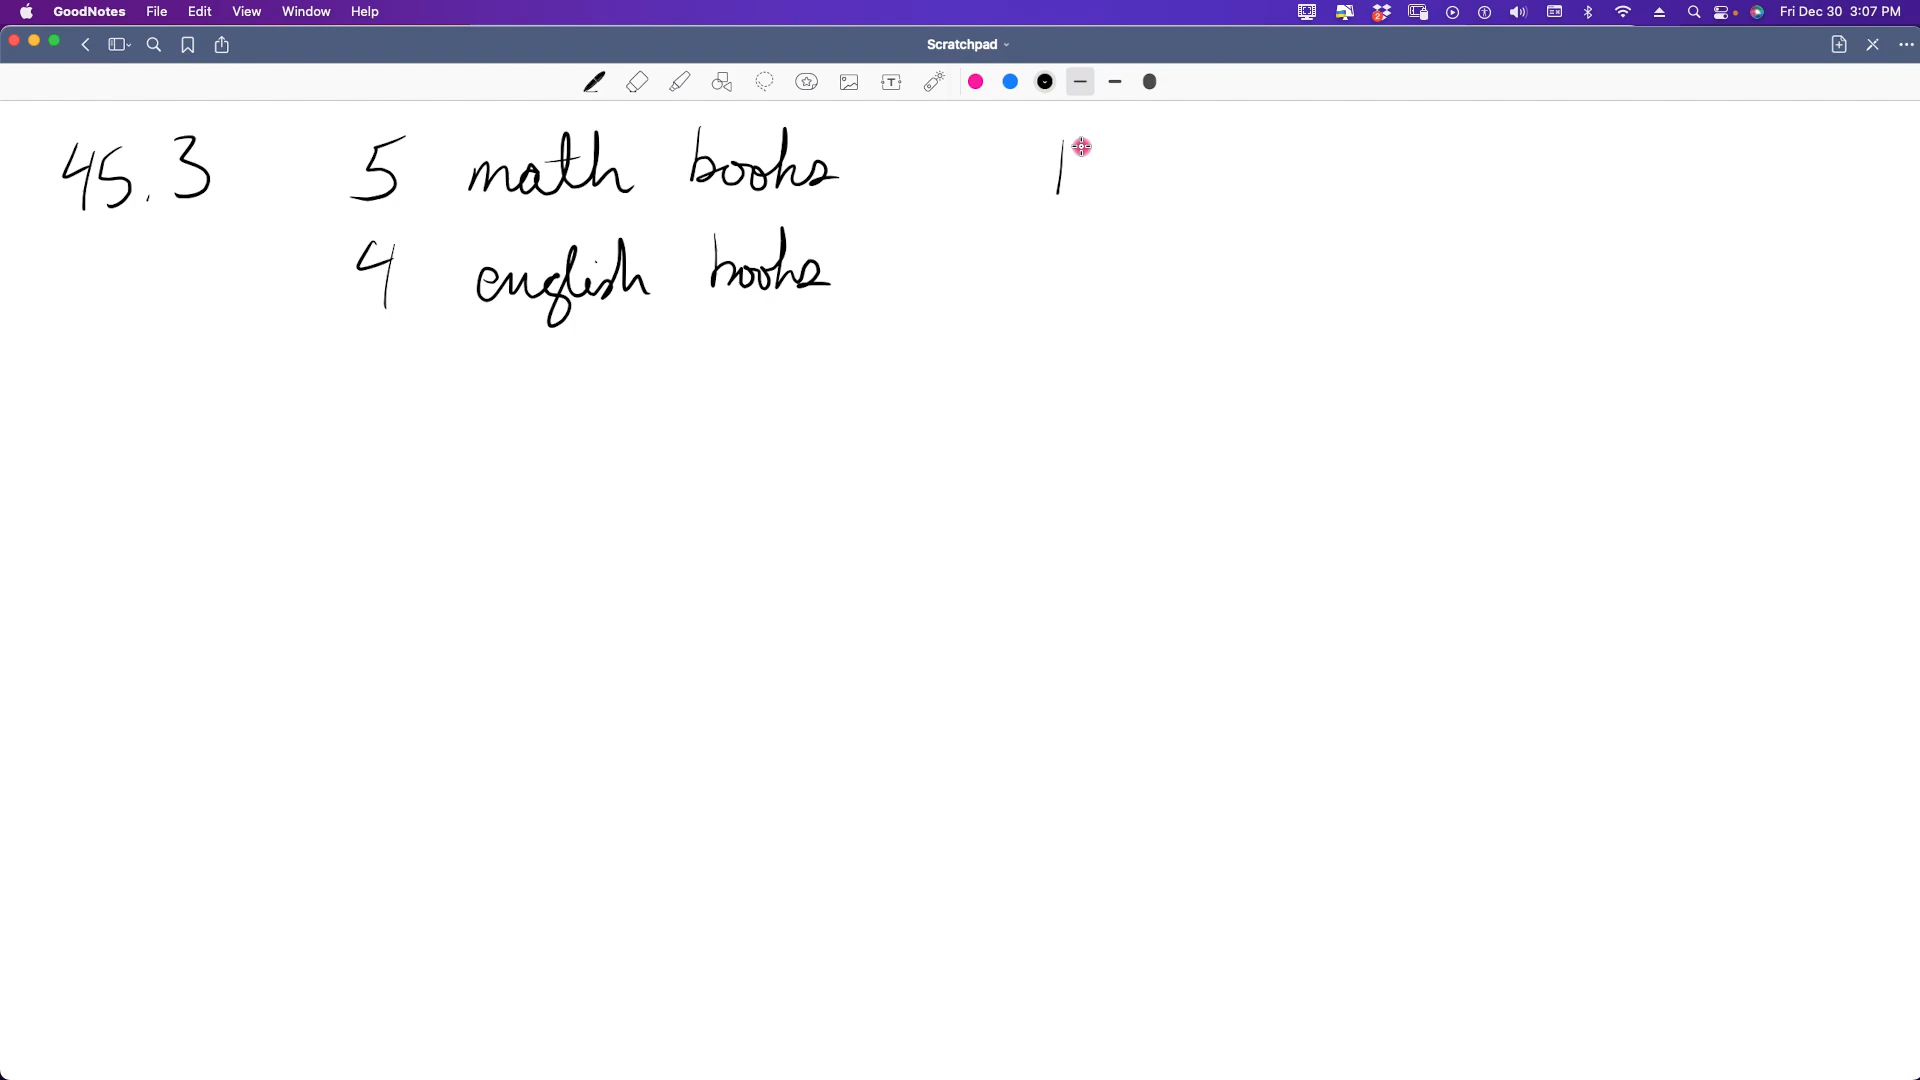 GoodNotes File Edit View Window Help
2
Fri Dec 30 3:07 PM
Scratchpad
T
45.3 5 math books
4 english books